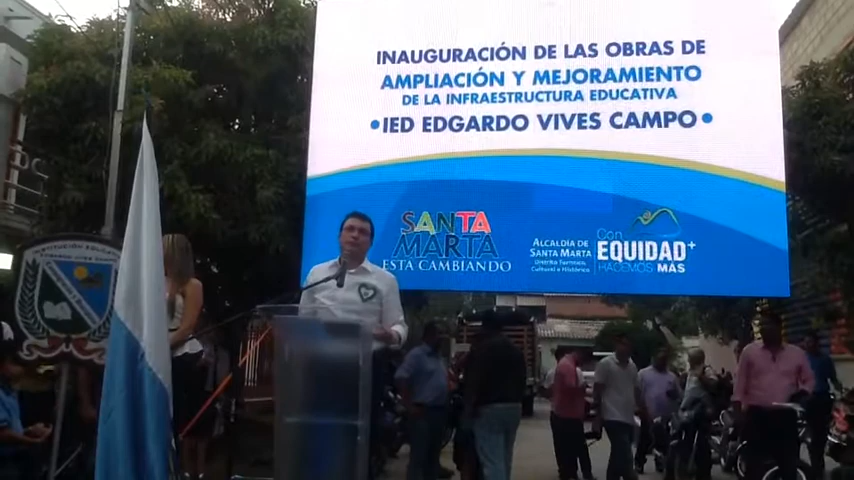 INAUGURACIÓN DE LAS OBRAS DE
AMPLIACIÓN Y MEJORAMIENTO
DE LA INFRAESTRUCTURA EDUCATIVA
• IED EDGARDO VIVES CAMPO •
SANTA
MARTA
ESTÁ CAMBIANDO
ALCALDÍA DE
SANTA MARTA
Distrito Turístico,
Cultural e Histórico
Con
EQUIDAD+
HACEMOS MÁS